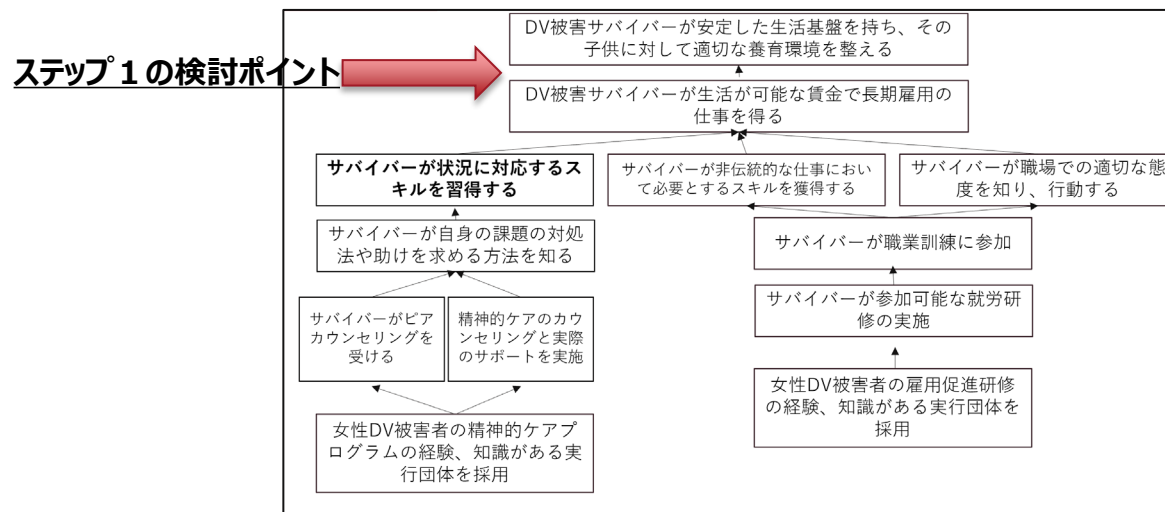 DV被害サバイバーが安定した生活基盤を持ち、その
子供に対して適切な養育環境を整える
ステップ１の検討ポイント
DV被害サバイバーが生活が可能な賃金で長期雇用の
仕事を得る
サバイバーが状況に対応するス
キルを習得する
サバイバーが非伝統的な仕事におい
て必要とするスキルを獲得する
サバイバーが職場での適切な態
度を知り、行動する
サバイバーが自身の課題の対処
法や助けを求める方法を知る
サバイバーが職業訓練に参加
サバイバーが参加可能な就労研
修の実施
サバイバーがピア
カウンセリングを
受ける
精神的ケアのカウ
ンセリングと実際
のサポートを実施
女性DV被害者の雇用促進研修
の経験、知識がある実行団体を
採用
女性DV被害者の精神的ケアプ
ログラムの経験、知識がある実
行団体を採用